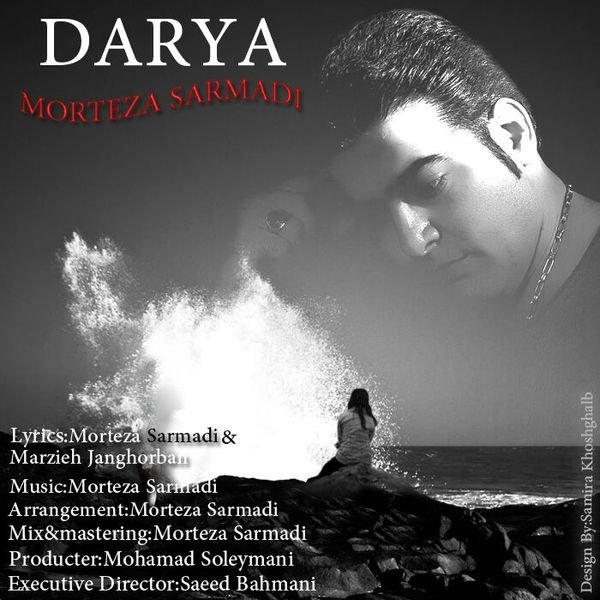 DARYA
MORTEZA SARMADI
Lyrics:Morteza Sarmadi &
Marzieh Janghorban
Music:Morteza Sarmadi
Arrangement:Morteza Sarmadi
Mix&mastering:Morteza Sarmadi
Producter:Mohamad Soleymani
Executive Director:Saeed Bahmani
Design By:Samira Khoshghalb